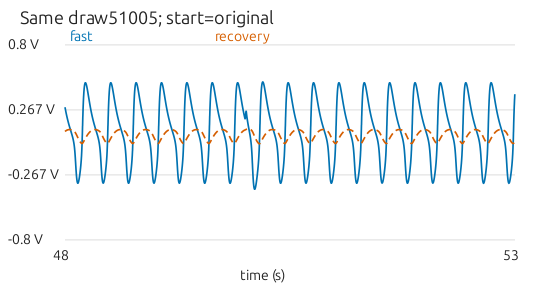 Same draw51005; start=original
fast recovery
0.8 V
0.267 V
-0.267 V
-0.8 V
48 53
time (s)